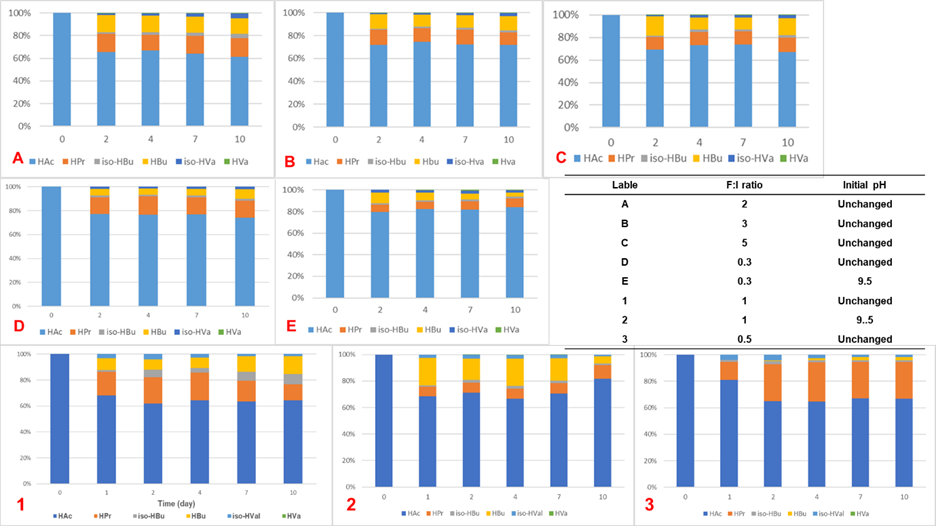 100%
80%
60%
40%
20%
0%
0 2 4 7 10
A
HAc HPr iso-HBu HBu iso-HVa HVa
100%
80%
60%
40%
20%
0%
0 2 4 7 10
B
Hac HPr iso-Hbu Hbu iso-Hva HVa
100%
80%
60%
40%
20%
0%
0 2 4 7 10
C
HAc HPr iso-HBu HBu iso-HVa HVa
100%
80%
60%
40%
20%
0%
0 2 4 7 10
D
HAc HPr iso-HBu HBu iso-HVa HVa
100%
80%
60%
40%
20%
0%
0 2 4 7 10
E
HAc HPr iso-HBu HBu iso-HVa HVa
Lable F:I ratio Initial pH
A 2 Unchanged
B 3 Unchanged
C 5 Unchanged
D 0.3 Unchanged
E 0.3 9.5
1 1 Unchanged
2 1 9..5
3 0.5 Unchanged
100%
80%
60%
40%
20%
0%
0 1 2 4 7 10
Time (day)
1
HAc HPr iso-HBu HBu iso-HVal HVa
100%
80%
60%
40%
20%
0%
0 1 2 4 7 10
2
HAc HPr iso-HBu HBu iso-HVal HVa
100%
80%
60%
40%
20%
0%
0 1 2 4 7 10
3
HAc HPr iso-HBu HBu iso-HVal HVa